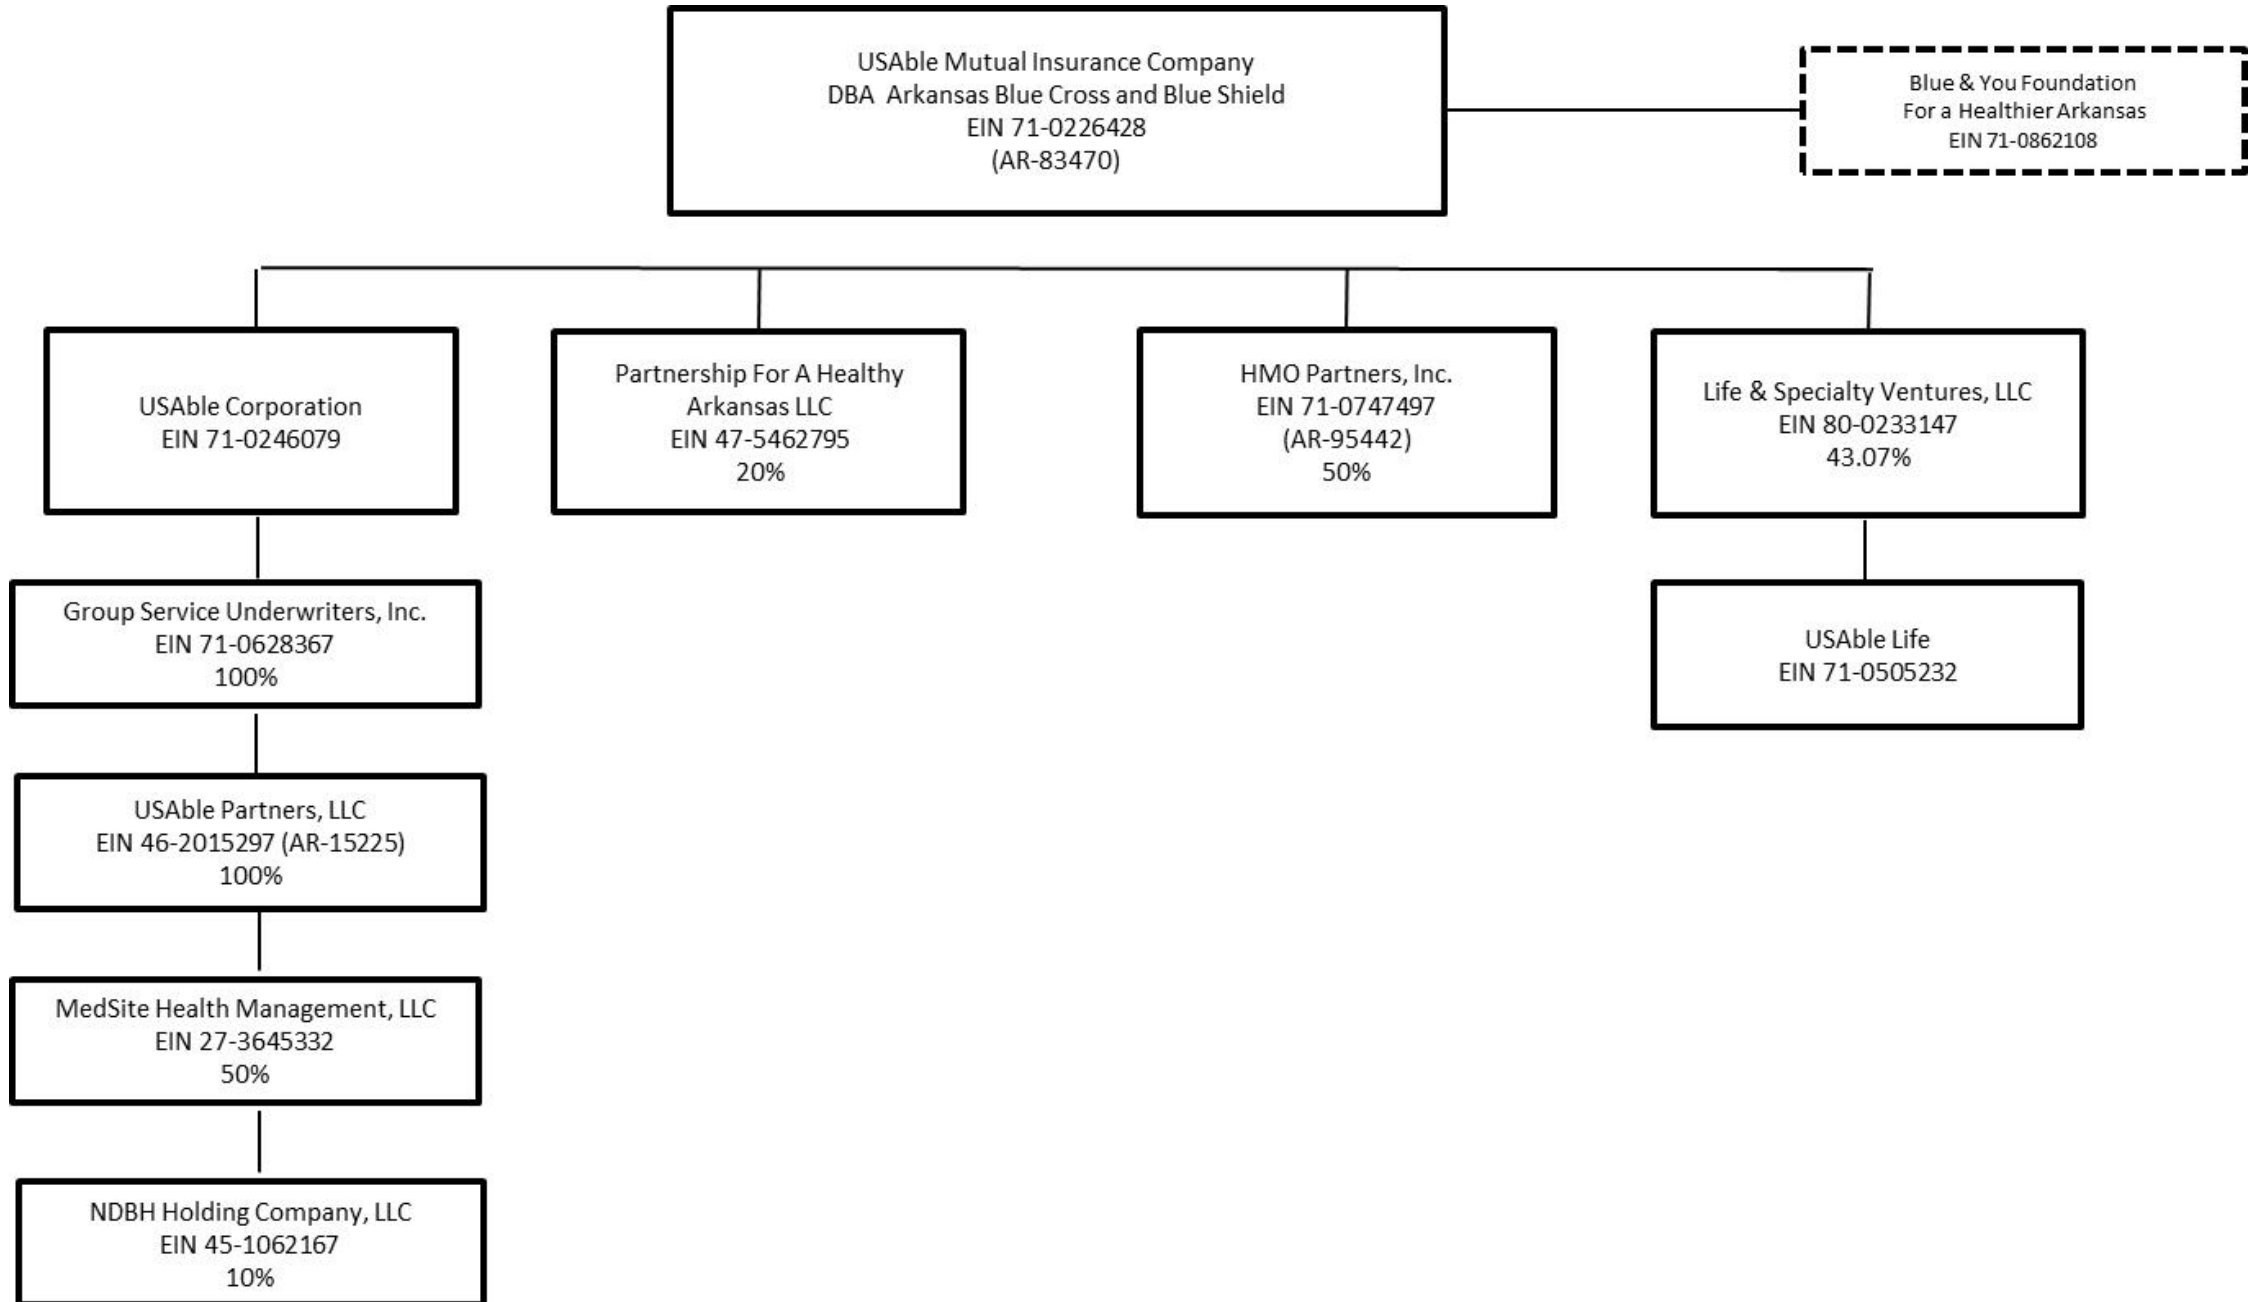 USAble Mutual Insurance Company
DBA Arkansas Blue Cross and Blue Shield
EIN 71-0226428
(AR-83470)
Blue & You Foundation
For a Healthier Arkansas
EIN 71-0862108
USAble Corporation
EIN 71-0246079
Partnership For A Healthy
Arkansas LLC
EIN 47-5462795
20%
HMO Partners, Inc.
EIN 71-0747497
(AR-95442)
50%
Life & Specialty Ventures, LLC
EIN 80-0233147
43.07%
Group Service Underwriters, Inc.
EIN 71-0628367
100%
USAble Life
EIN 71-0505232
USAble Partners, LLC
EIN 46-2015297 (AR-15225)
100%
MedSite Health Management, LLC
EIN 27-3645332
50%
NDBH Holding Company, LLC
EIN 45-1062167
10%